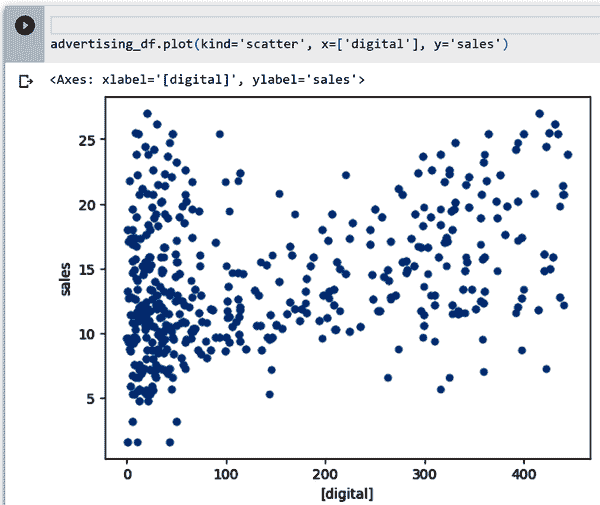 advertising_df.plot(kind='scatter', x=['digital'], y='sales')
<Axes: xlabel='[digital]', ylabel='sales'>
25
20
15
10
5
sales
0 100 200 300 400
[digital]